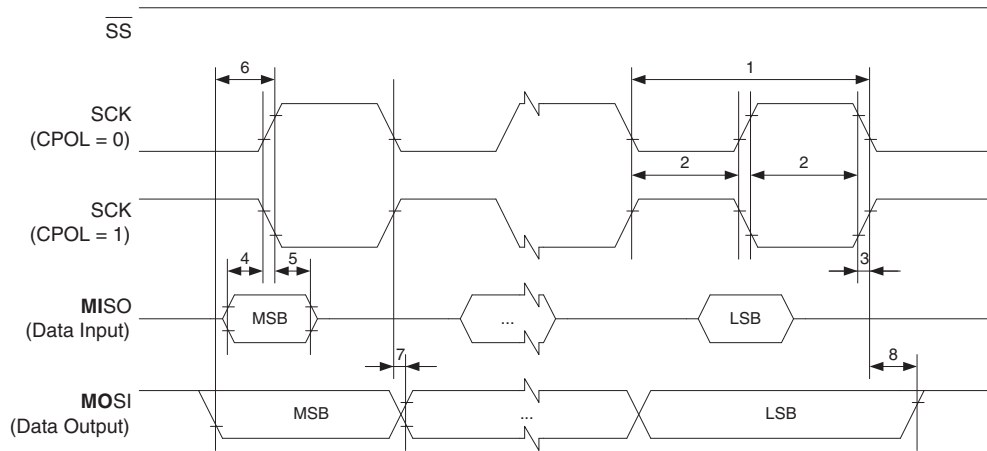 SS
6
1
SCK
(CPOL = 0)
2
2
SCK
(CPOL = 1)
4
5
3
MISO
(Data Input)
MSB
...
LSB
7
8
MOSI
(Data Output)
MSB
...
LSB